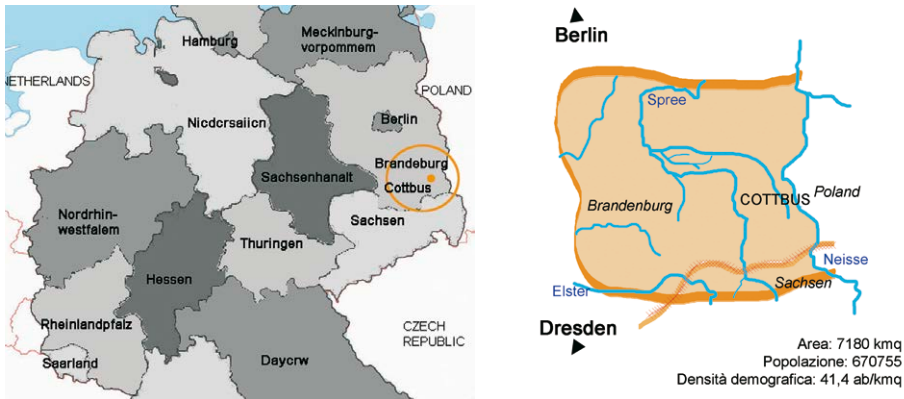 Hamburg
Mecklnburg-
vorpommem
NETHERLANDS
POLAND
Nicdcrsaiicn
Berlin
Brandeburg
Sachsenhanalt
Cottbus
Nordrhin-
westfalem
Sachsen
Thuringen
Hessen
Rheinlandpfalz
Saarland
CZECH
REPUBLIC
Daycrw
Berlin
Spree
Brandenburg
COTTBUS
Poland
Neisse
Sachsen
Elster
Dresden
Area: 7180 kmq
Popolazione: 670755
Densità demografica: 41,4 ab/kmq